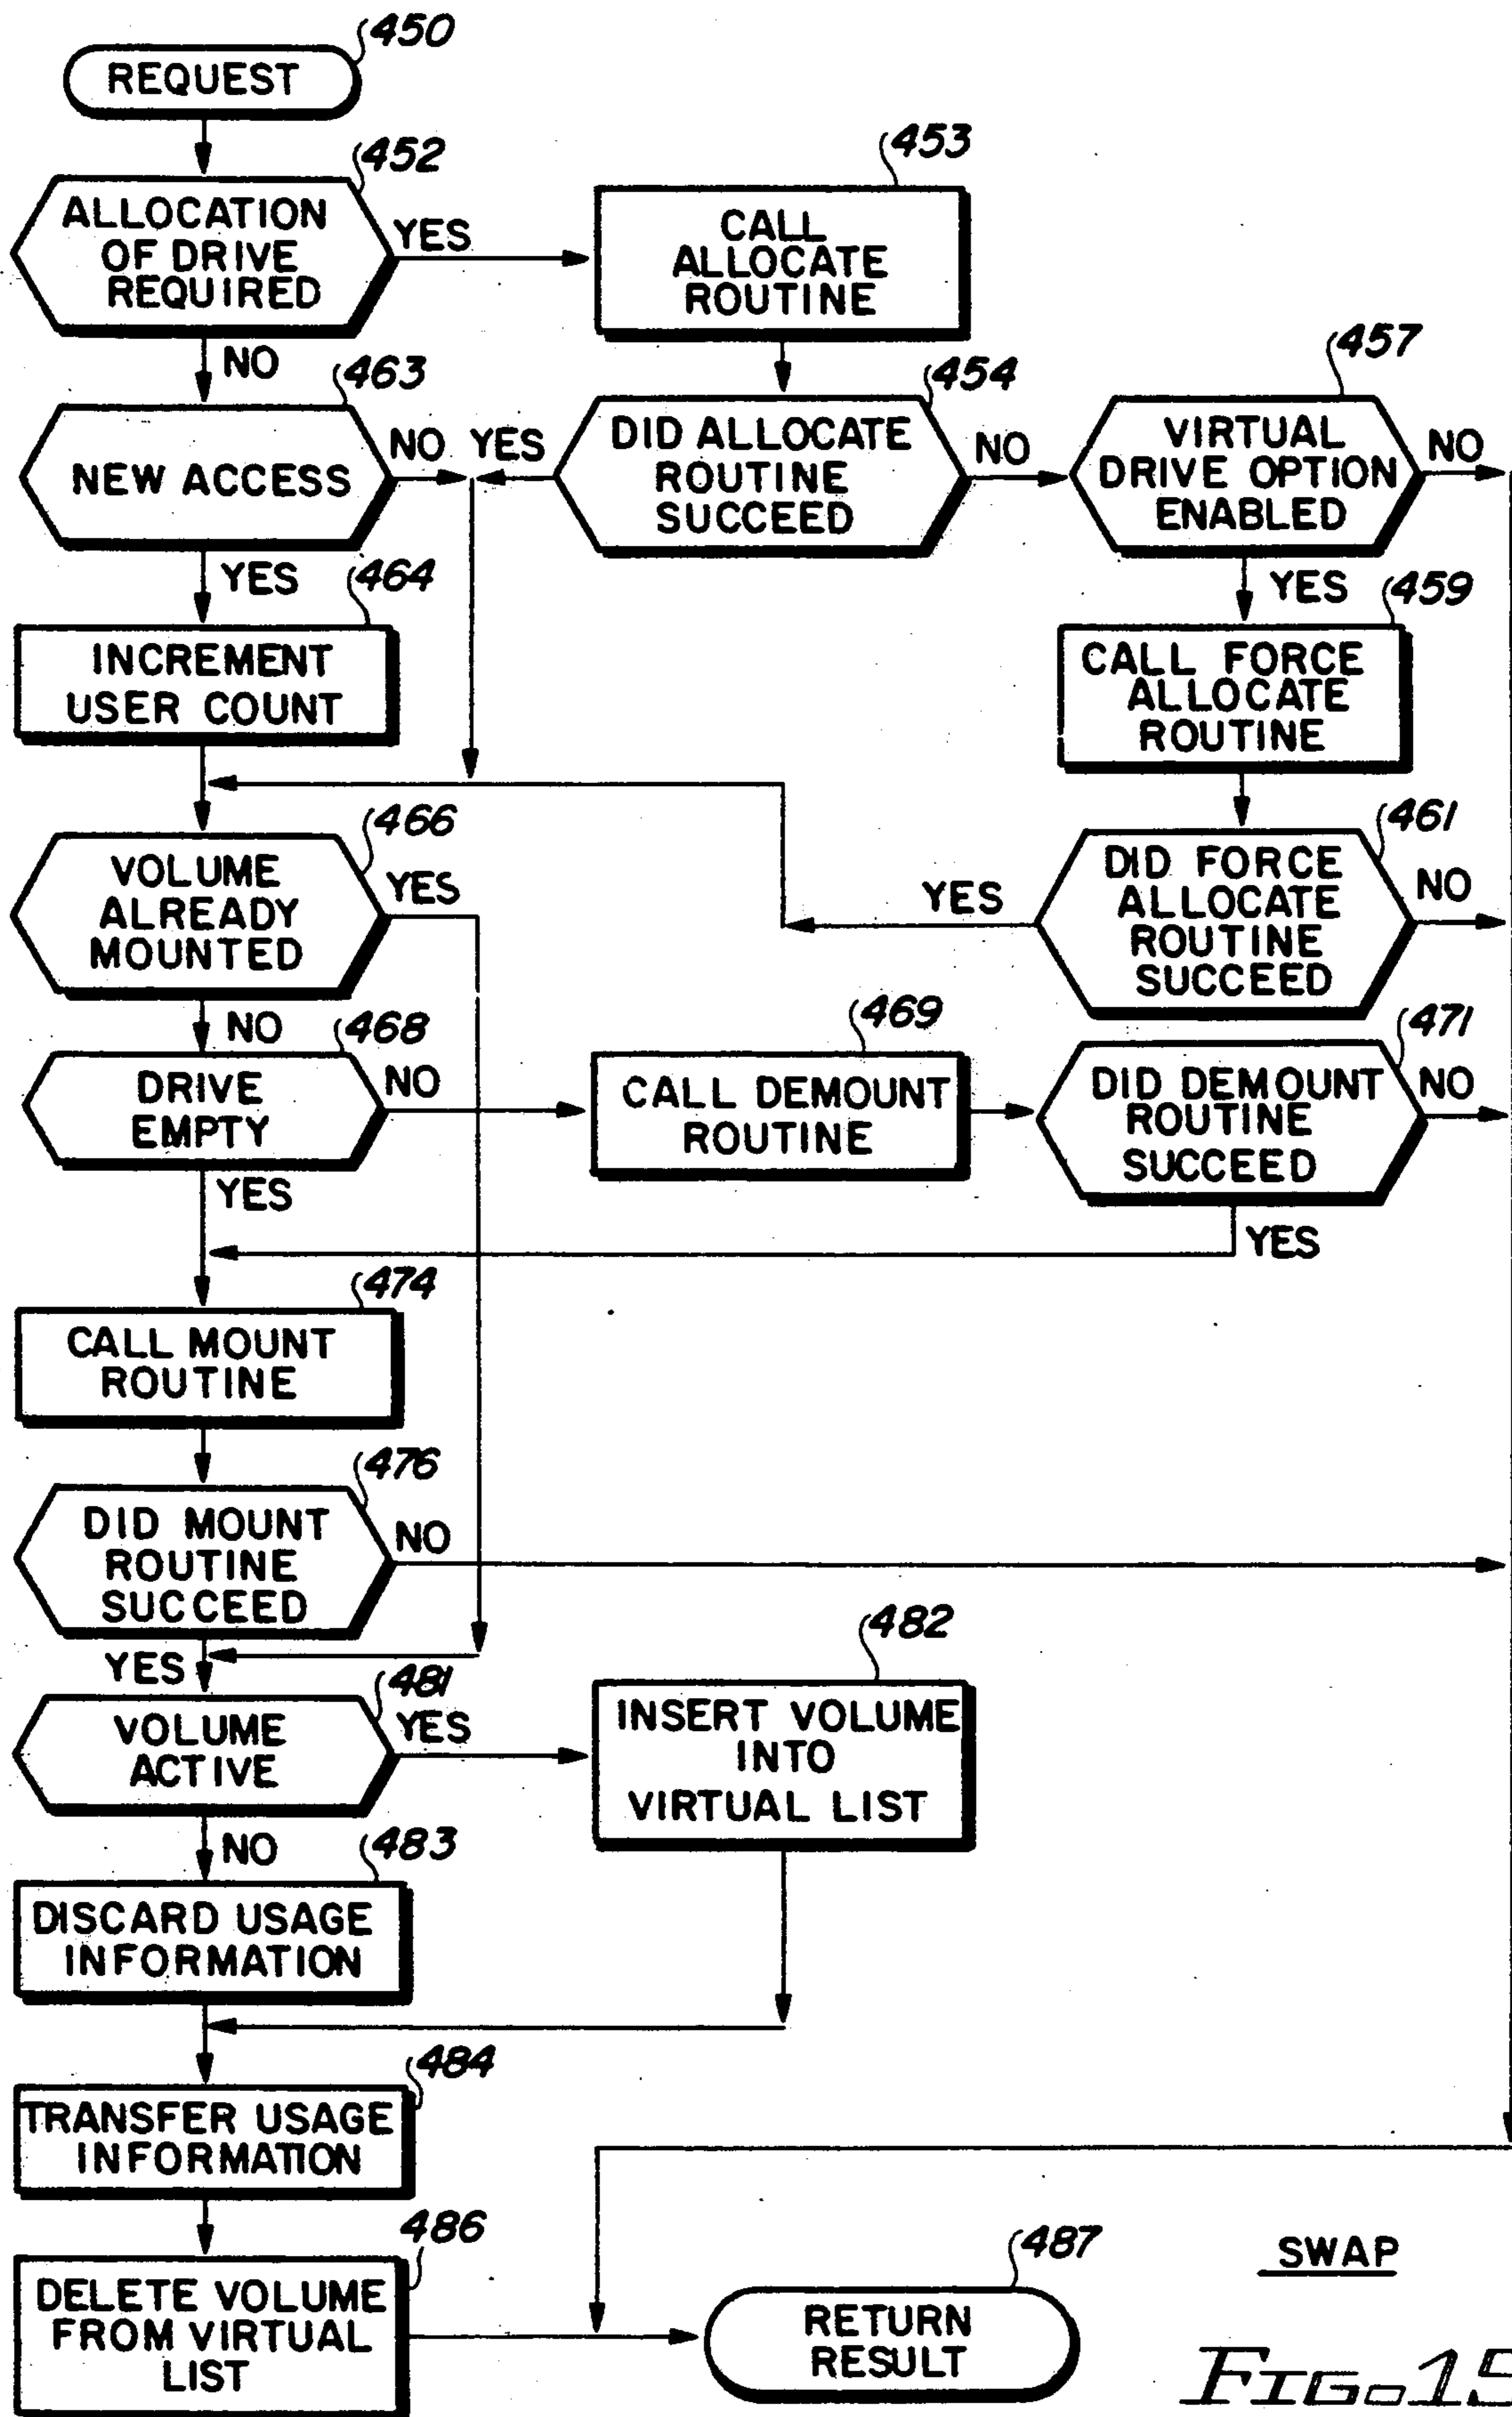 450
REQUEST
452
ALLOCATION
OF DRIVE
REQUIRED
YES
NO
453
CALL
ALLOCATE
ROUTINE
463
NEW ACCESS
NO
YES
454
DID ALLOCATE
ROUTINE
SUCCEED
YES
NO
457
VIRTUAL
DRIVE OPTION
ENABLED
NO
YES
464
INCREMENT
USER COUNT
459
CALL FORCE
ALLOCATE
ROUTINE
466
VOLUME
ALREADY
MOUNTED
YES
NO
461
DID FORCE
ALLOCATE
ROUTINE
SUCCEED
YES
NO
468
DRIVE
EMPTY
NO
YES
469
CALL DEMOUNT
ROUTINE
471
DID DEMOUNT
ROUTINE
SUCCEED
NO
YES
474
CALL MOUNT
ROUTINE
476
DID MOUNT
ROUTINE
SUCCEED
NO
YES
481
VOLUME
ACTIVE
YES
NO
482
INSERT VOLUME
INTO
VIRTUAL LIST
483
DISCARD USAGE
INFORMATION
484
TRANSFER USAGE
INFORMATION
486
DELETE VOLUME
FROM VIRTUAL
LIST
487
RETURN
RESULT
SWAP
FIG. 15